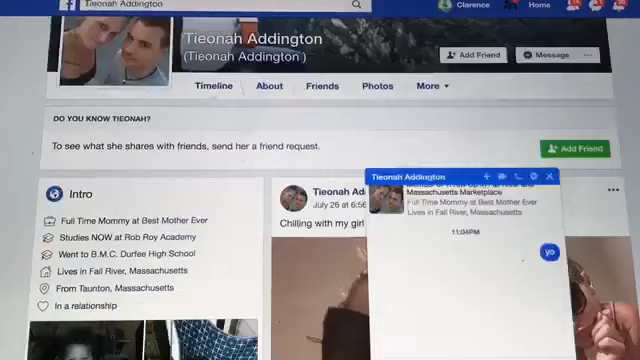 Tieonah Addington
Clarence
Home
Tieonah Addington
(Tieonah Addington )
Add Friend
Message
Timeline
About
Friends
Photos
More
DO YOU KNOW TIEONAH?
To see what she shares with friends, send her a friend request.
Add Friend
Intro
Full Time Mommy at Best Mother Ever
Studies NOW at Rob Roy Academy
Went to B.M.C. Durfee High School
Lives in Fall River, Massachusetts
From Taunton, Massachusetts
In a relationship
Tieonah Ad
July 26 at 6:56
Chilling with my girl
Tieonah Addington
Massachusetts Marketplace
Full Time Mommy at Best Mother Ever
Lives in Fall River, Massachusetts
11:04PM
yo